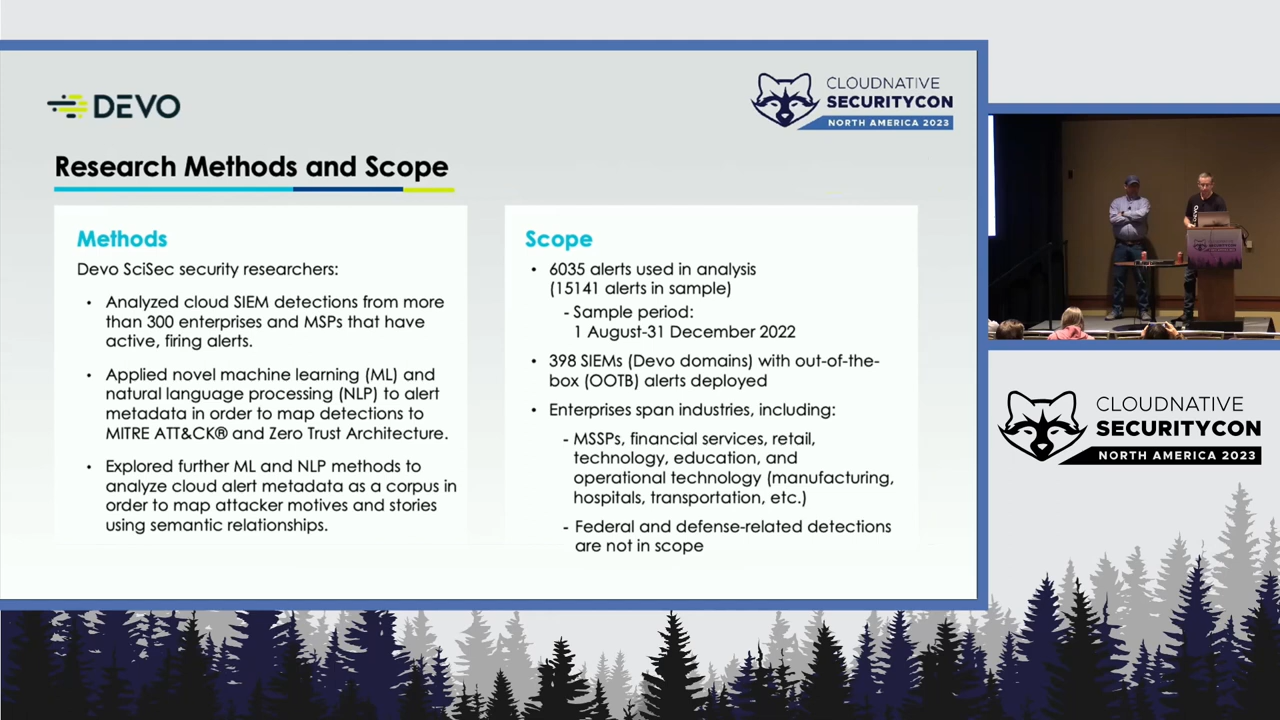 DEVO
CLOUDNATIVE
SECURITYCON
NORTH AMERICA 2023
Research Methods and Scope
Methods
Devo SciSec security researchers:
• Analyzed cloud SIEM detections from more
than 300 enterprises and MSPs that have
active, firing alerts.
• Applied novel machine learning (ML) and
natural language processing (NLP) to alert
metadata in order to map detections to
MITRE ATT&CK® and Zero Trust Architecture.
• Explored further ML and NLP methods to
analyze cloud alert metadata as a corpus in
order to map attacker motives and stories
using semantic relationships.
Scope
• 6035 alerts used in analysis
(15141 alerts in sample)
- Sample period:
1 August-31 December 2022
• 398 SIEMs (Devo domains) with out-of-the-
box (OOTB) alerts deployed
• Enterprises span industries, including:
- MSSPs, financial services, retail,
technology, education, and
operational technology (manufacturing,
hospitals, transportation, etc.)
- Federal and defense-related detections
are not in scope
CLOUDNATIVE
SECURITYCON
NORTH AMERICA 2023